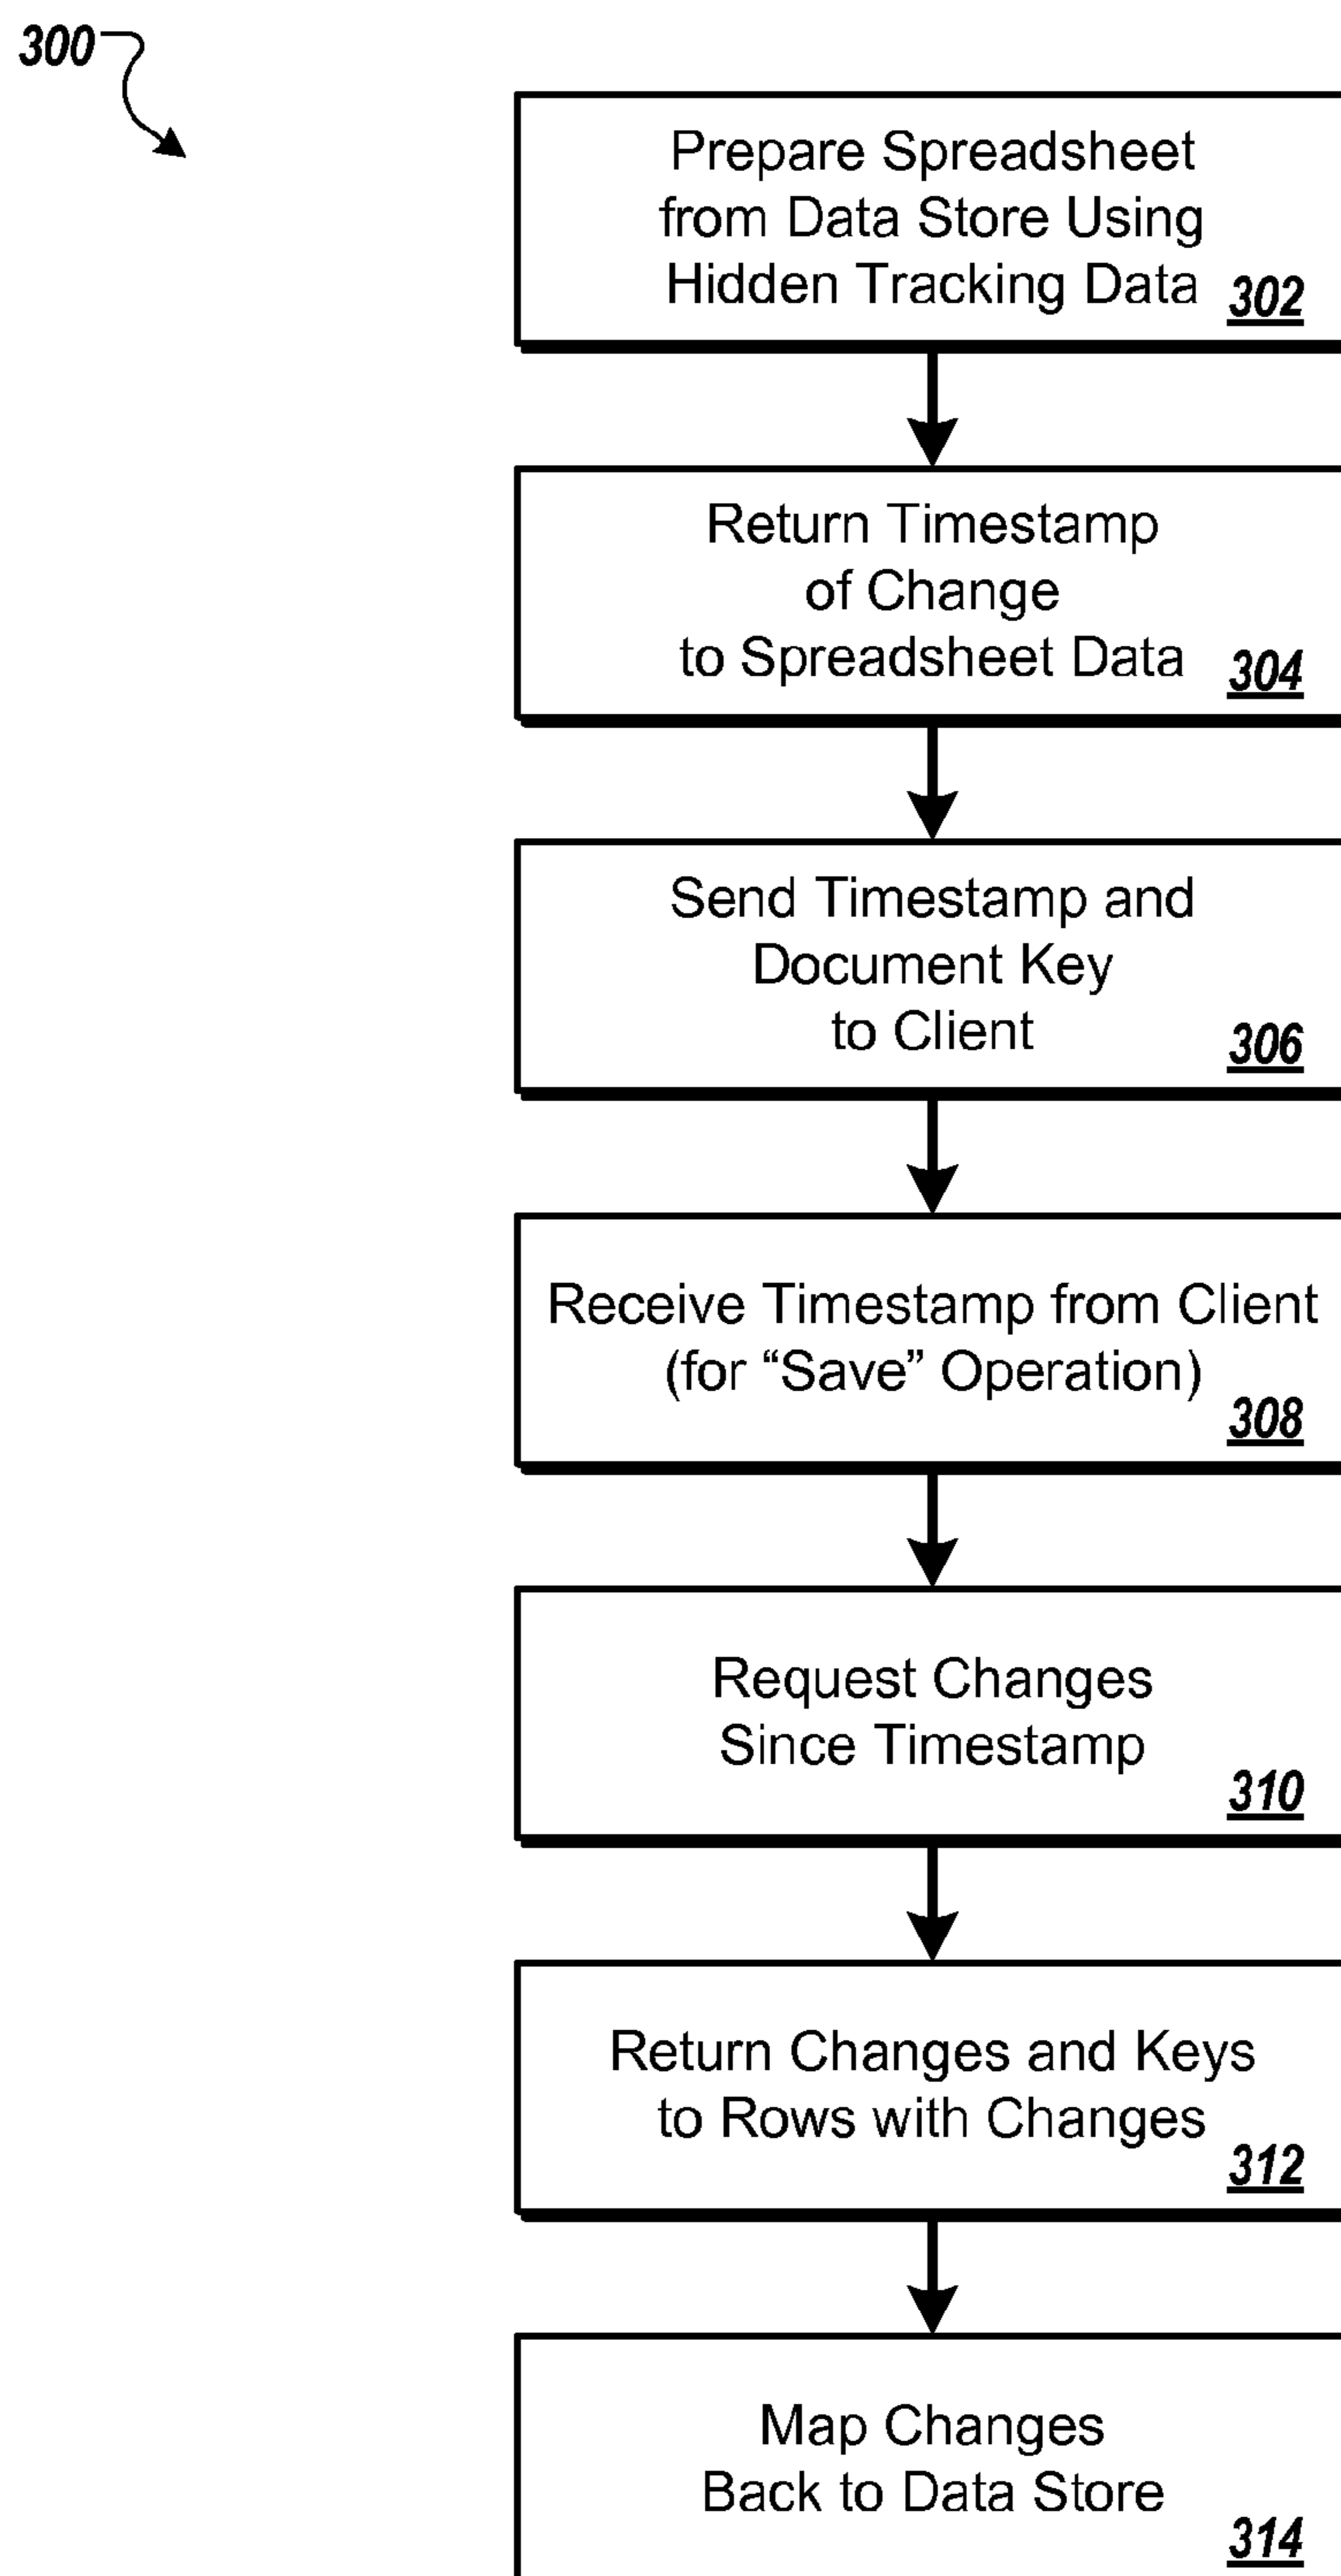 300
Prepare Spreadsheet
from Data Store Using
Hidden Tracking Data 302
Return Timestamp
of Change
to Spreadsheet Data 304
Send Timestamp and
Document Key
to Client 306
Receive Timestamp from Client
(for “Save” Operation)
308
Request Changes
Since Timestamp
310
Return Changes and Keys
to Rows with Changes
312
Map Changes
Back to Data Store
314